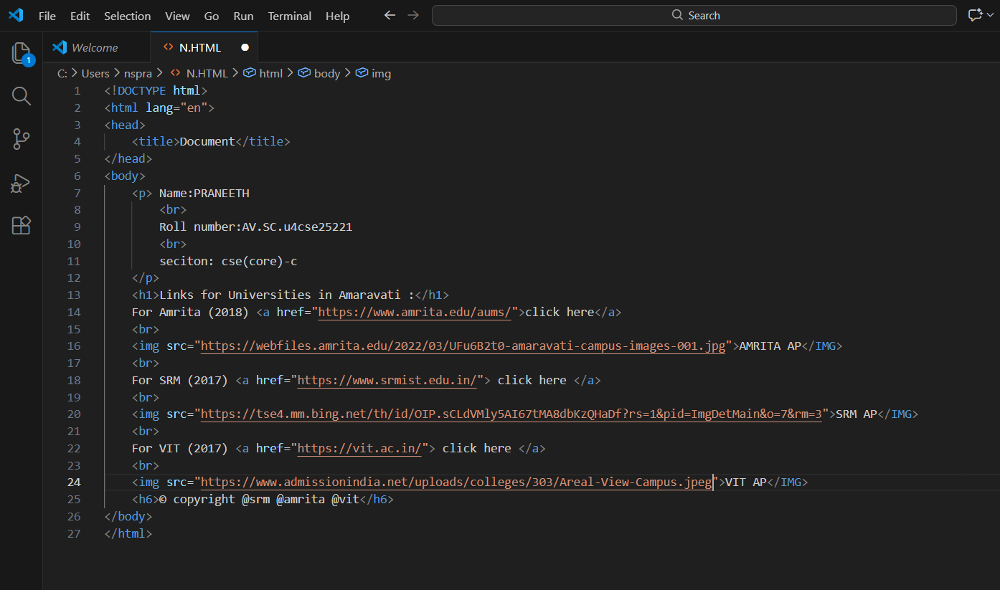 File Edit Selection View Go Run Terminal Help Search
1
Welcome N.HTML
C: > Users > nspra > N.HTML > html > body > img
1 <!DOCTYPE html>
2 <html lang="en">
3 <head>
4 <title>Document</title>
5 </head>
6 <body>
7 <p> Name:PRANEETH
8 <br>
9 Roll number:AV.SC.u4cse25221
10 <br>
11 seciton: cse(core)-c
12 </p>
13 <h1>Links for Universities in Amaravati :</h1>
14 For Amrita (2018) <a href="https://www.amrita.edu/aums/">click here</a>
15 <br>
16 <img src="https://webfiles.amrita.edu/2022/03/UFu6B2t0-amaravati-campus-images-001.jpg">AMRITA AP</IMG>
17 <br>
18 For SRM (2017) <a href="https://www.srmist.edu.in/"> click here </a>
19 <br>
20 <img src="https://tse4.mm.bing.net/th/id/OIP.sCLdVMly5AI67tMA8dbKzQHaDf?rs=1&pid=ImgDetMain&o=7&rm=3">SRM AP</IMG>
21 <br>
22 For VIT (2017) <a href="https://vit.ac.in/"> click here </a>
23 <br>
24 <img src="https://www.admissionindia.net/uploads/colleges/303/Areal-View-Campus.jpeg">VIT AP</IMG>
25 <h6>© copyright @srm @amrita @vit</h6>
26 </body>
27 </html>